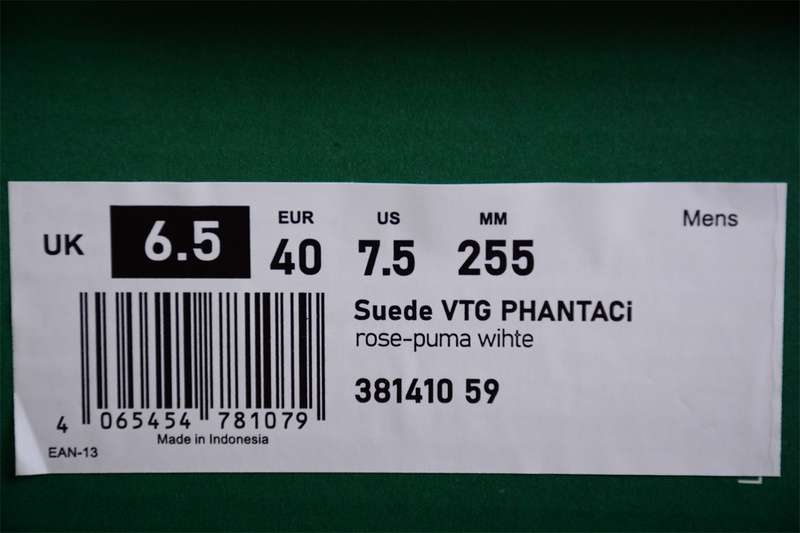 UK 6.5 EUR 40 US 7.5 MM 255 Mens
Suede VTG PHANTACi
rose-puma wihte
381410 59
4 065454 781079
Made in Indonesia
EAN-13